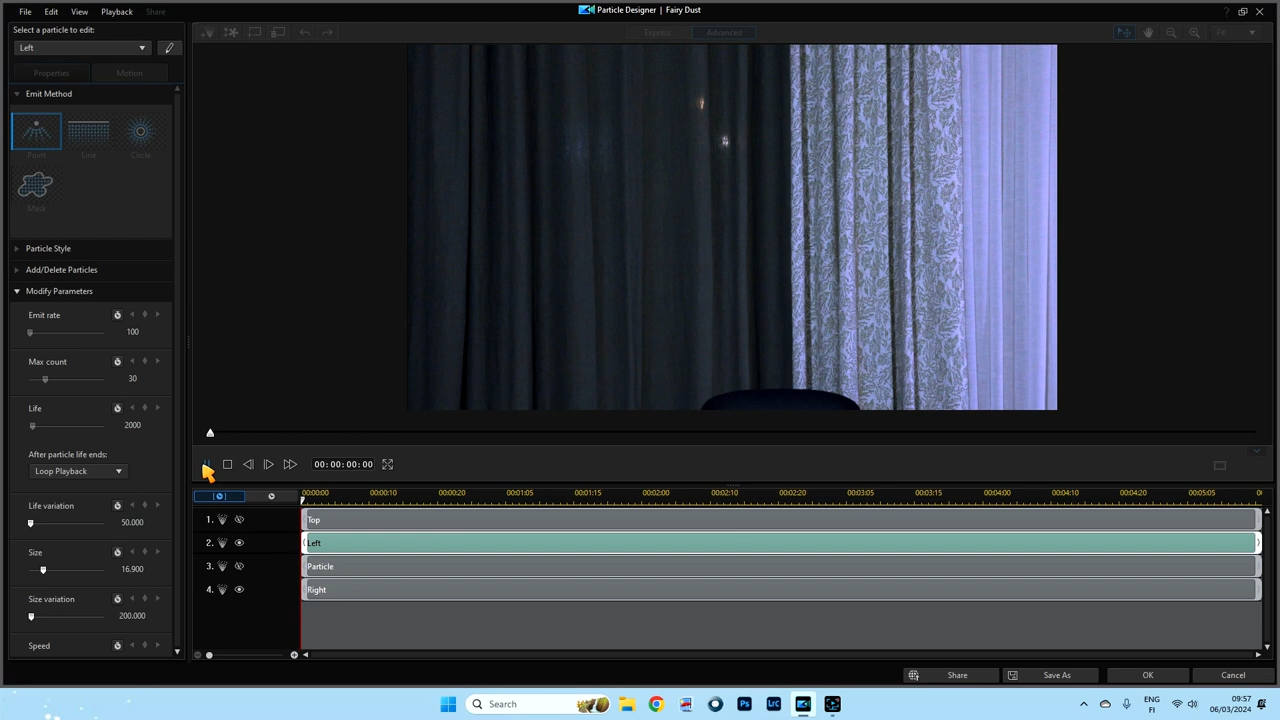 File Edit View Playback Share
Particle Designer | Fairy Dust
Select a particle to edit:
Left
Express Advanced
Fit
Properties Motion
Emit Method
Point Line Circle
Mask
Particle Style
Add/Delete Particles
Modify Parameters
Emit rate
100
Max count
30
Life
2000
After particle life ends:
Loop Playback
Life variation
50.000
Size
16.900
Size variation
200.000
Speed
00:00:00:00
00:00:00 00:00:10 00:00:20 00:01:05 00:01:15 00:02:00 00:02:10 00:02:20 00:03:05 00:03:15 00:04:00 00:04:10 00:04:20 00:05:05 00
1. Top
2. Left
3. Particle
4. Right
Share Save As OK Cancel
Search
Ps Lrc
ENG
FI
09:57
06/03/2024